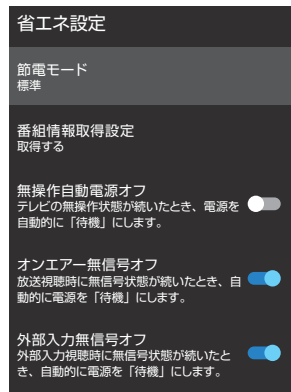 省エネ設定
節電モード
標準
番組情報取得設定
取得する
無操作自動電源オフ
テレビの無操作状態が続いたとき、電源を
自動的に「待機」にします。
オンエアー無信号オフ
放送視聴時に無信号状態が続いたとき、自
動的に電源を「待機」にします。
外部入力無信号オフ
外部入力視聴時に無信号状態が続いたと
き、自動的に電源を「待機」にします。